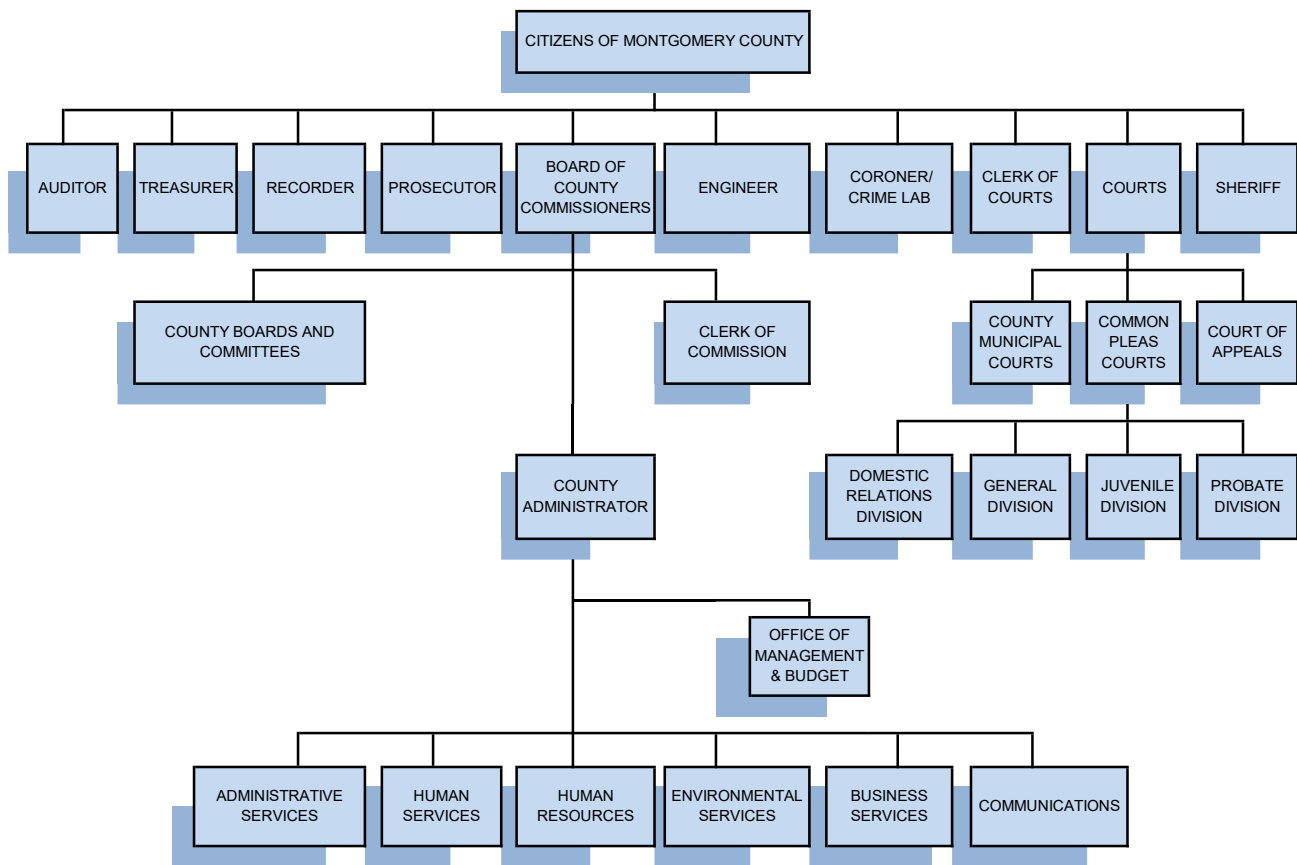 CITIZENS OF MONTGOMERY COUNTY
AUDITOR
TREASURER
RECORDER
PROSECUTOR
BOARD OF
COUNTY
COMMISSIONERS
ENGINEER
CORONER/
CRIME LAB
CLERK OF
COURTS
COURTS
SHERIFF
COUNTY BOARDS AND
COMMITTEES
CLERK OF
COMMISSION
COUNTY
MUNICIPAL
COURTS
COMMON
PLEAS
COURTS
COURT OF
APPEALS
COUNTY
ADMINISTRATOR
DOMESTIC
RELATIONS
DIVISION
GENERAL
DIVISION
JUVENILE
DIVISION
PROBATE
DIVISION
OFFICE OF
MANAGEMENT
& BUDGET
ADMINISTRATIVE
SERVICES
HUMAN
SERVICES
HUMAN
RESOURCES
ENVIRONMENTAL
SERVICES
BUSINESS
SERVICES
COMMUNICATIONS